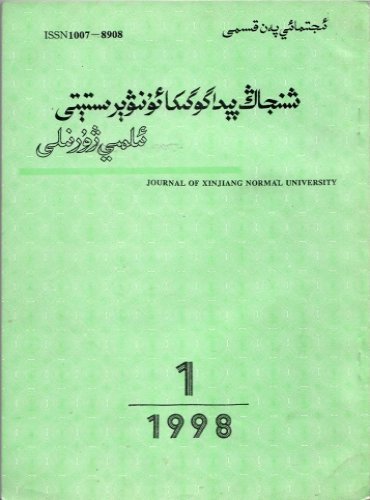 ئىجتىمائىي پەن قىسمى
ISSN1007-8908
شىنجاڭ پېداگوگىكا ئۇنىۋېرسىتېتى
ئىلمىي ژۇرنىلى
JOURNAL OF XINJIANG NORMAL UNIVERSITY
1
1998